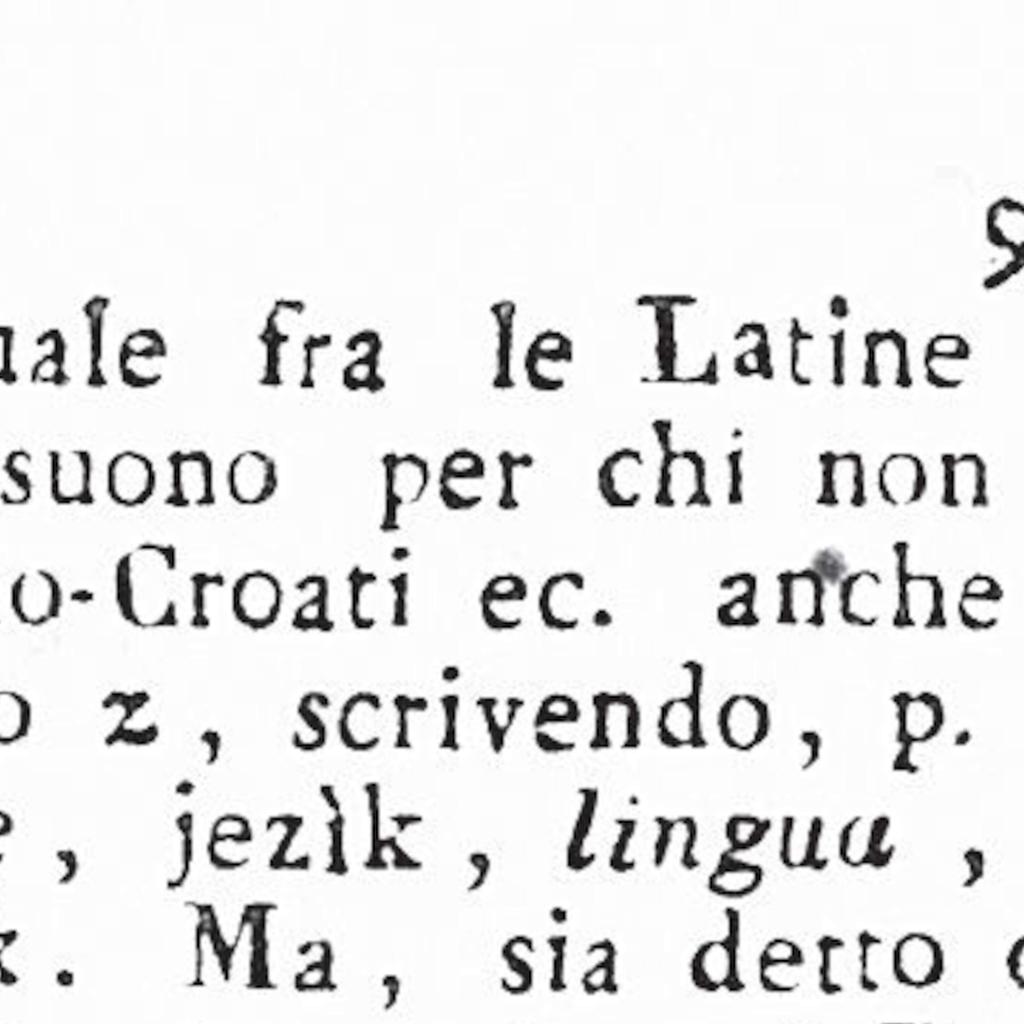 9
uale fra le Latine
suono per chi non
o-Croati ec. anche
o z, scrivendo, p.
e, jezìk, lingua,
k. Ma, sia detto